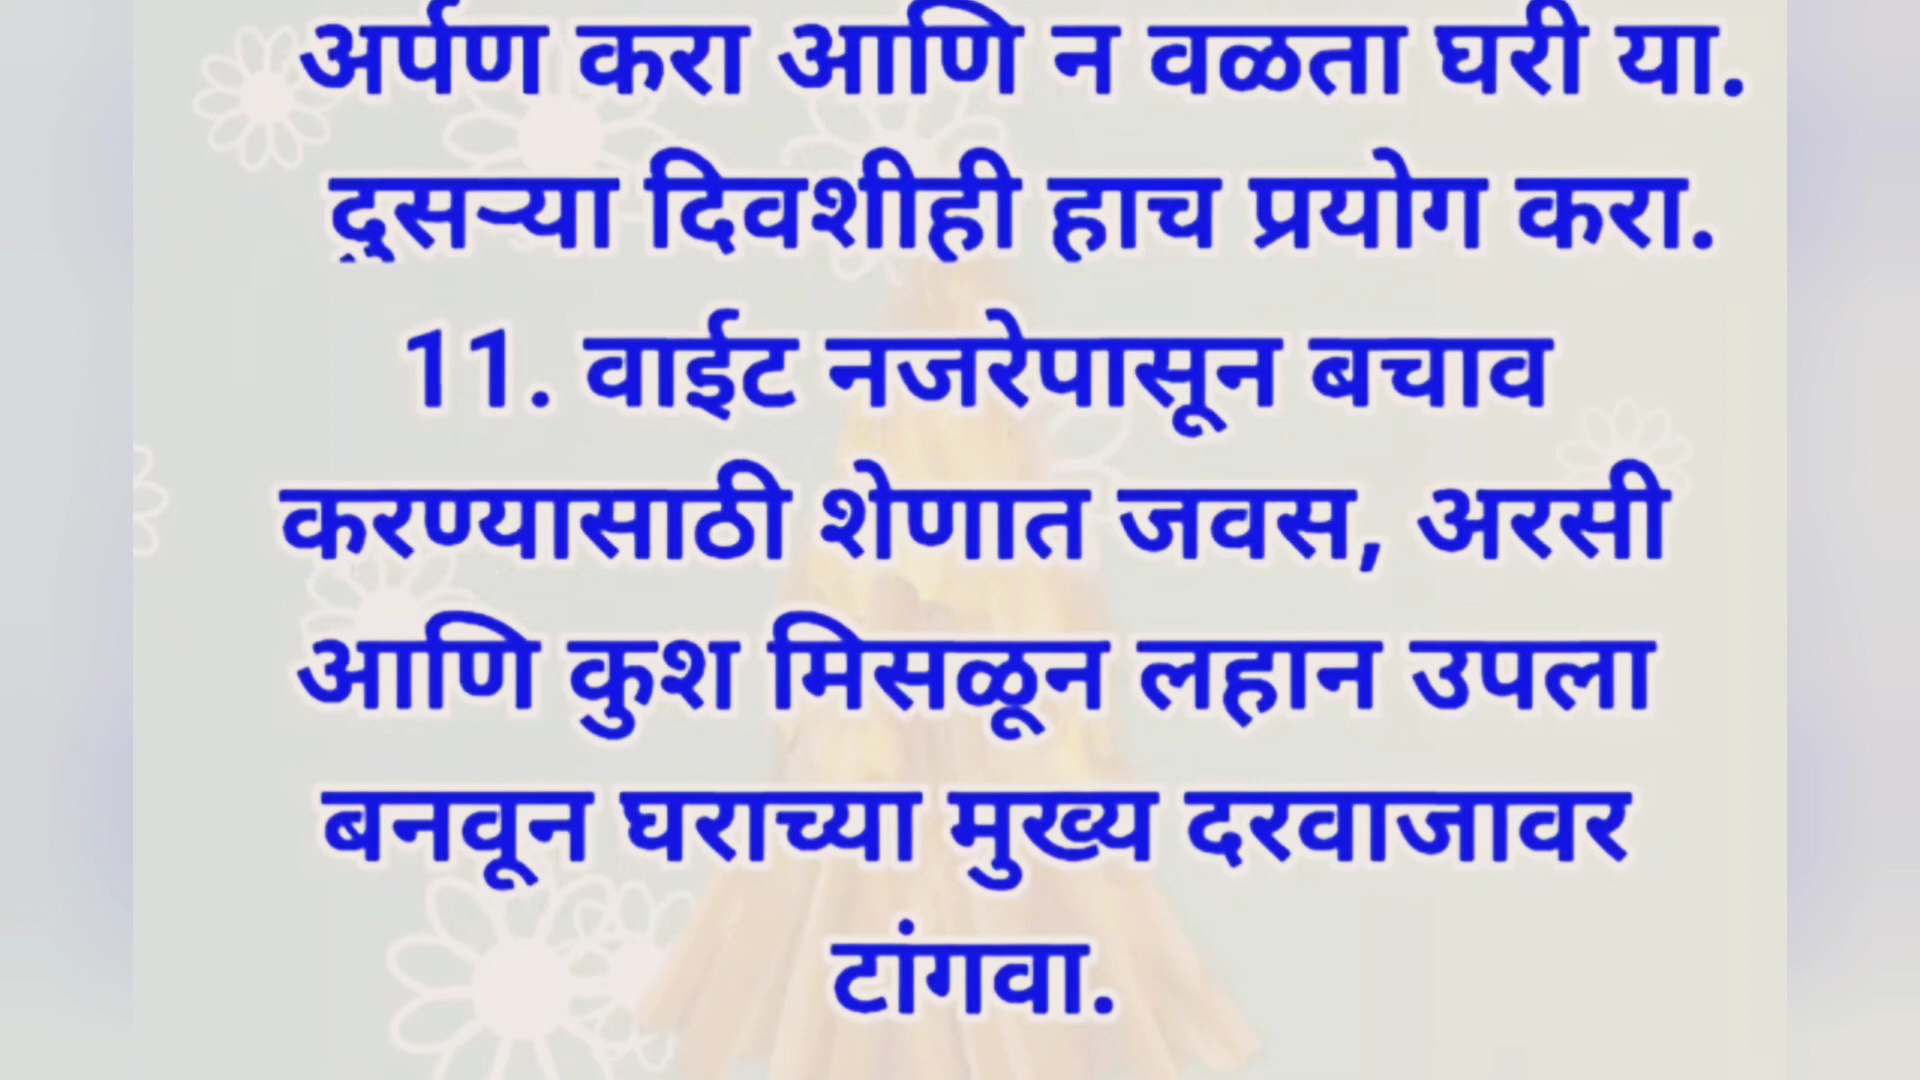 अर्पण करा आणि न वळता घरी या.
दुसऱ्या दिवशीही हाच प्रयोग करा.
11. वाईट नजरेपासून बचाव
करण्यासाठी शेणात जवस, अरसी
आणि कुश मिसळून लहान उपला
बनवून घराच्या मुख्य दरवाजावर
टांगवा.